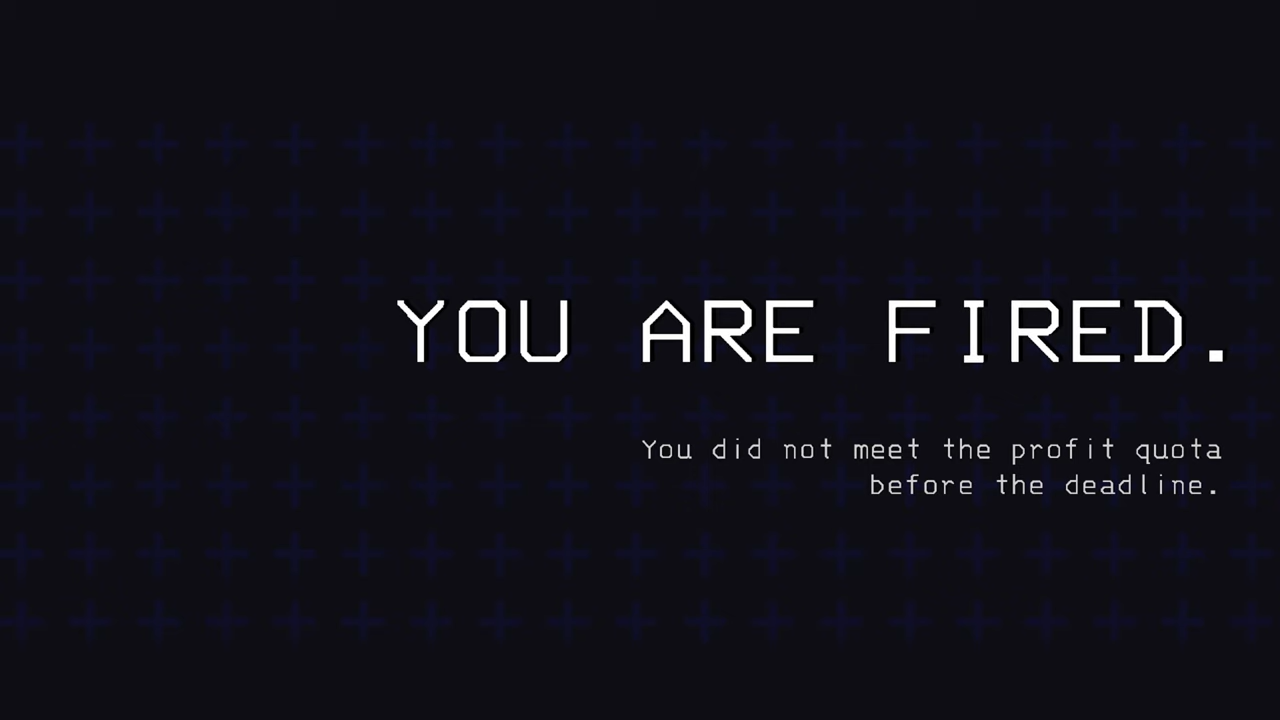 YOU ARE FIRED.
You did not meet the profit quota
before the deadline.